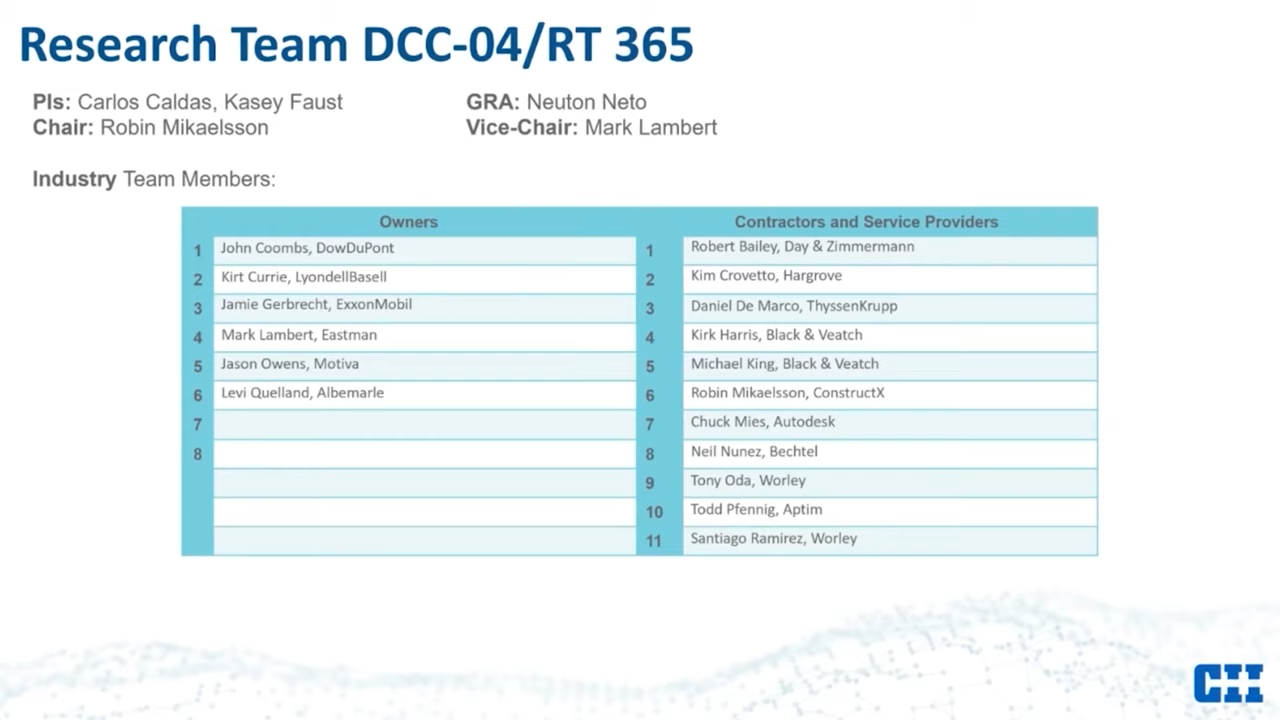 Research Team DCC-04/RT 365
PIs: Carlos Caldas, Kasey Faust
GRA: Neuton Neto
Chair: Robin Mikaelsson
Vice-Chair: Mark Lambert
Industry Team Members:
Owners
Contractors and Service Providers
1 John Coombs, DowDuPont
1 Robert Bailey, Day & Zimmermann
2 Kirt Currie, LyondellBasell
2 Kim Crovetto, Hargrove
3 Jamie Gerbrecht, ExxonMobil
3 Daniel De Marco, ThyssenKrupp
4 Mark Lambert, Eastman
4 Kirk Harris, Black & Veatch
5 Jason Owens, Motiva
5 Michael King, Black & Veatch
6 Levi Quelland, Albemarle
6 Robin Mikaelsson, ConstructX
7
7 Chuck Mies, Autodesk
8
8 Neil Nunez, Bechtel
9 Tony Oda, Worley
10 Todd Pfennig, Aptim
11 Santiago Ramirez, Worley
CII